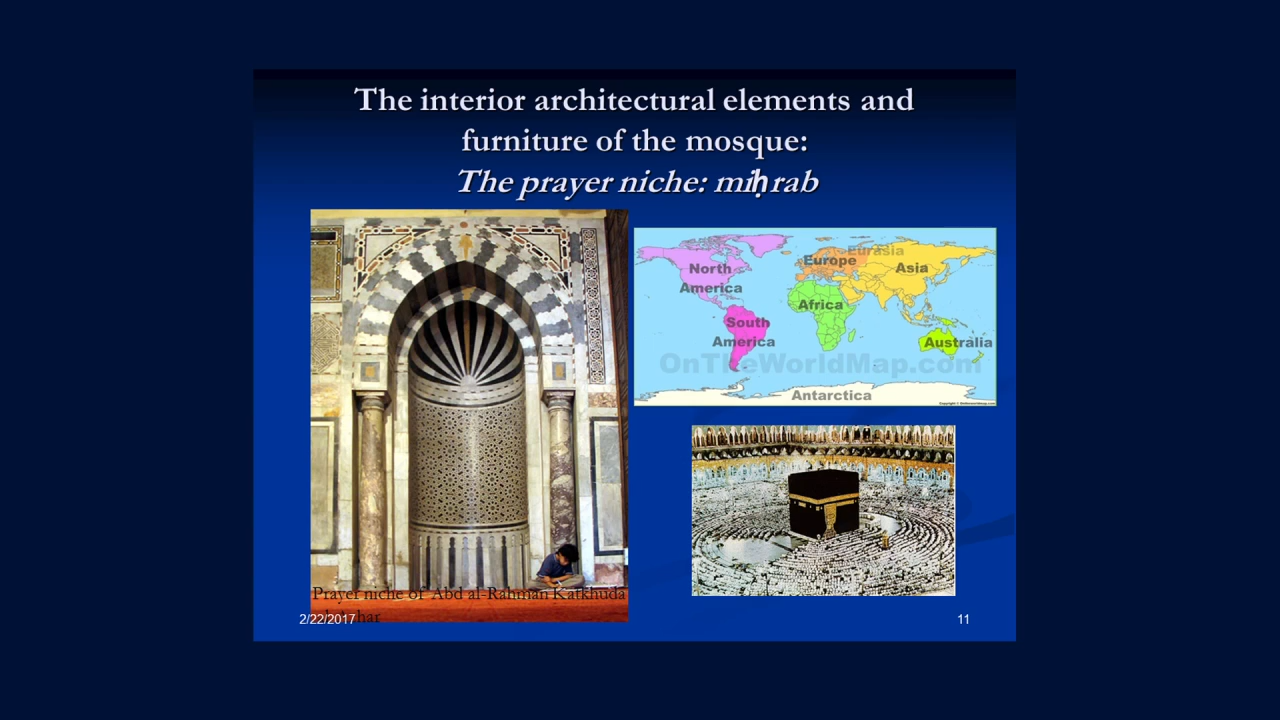 The interior architectural elements and
furniture of the mosque:
The prayer niche: miḥrab
North
America
South
America
Europe
Eurasia
Asia
Africa
Australia
Antarctica
OnTheWorldMap.com
Prayer niche of Abd al-Rahman Katkhuda
2/22/2017
11